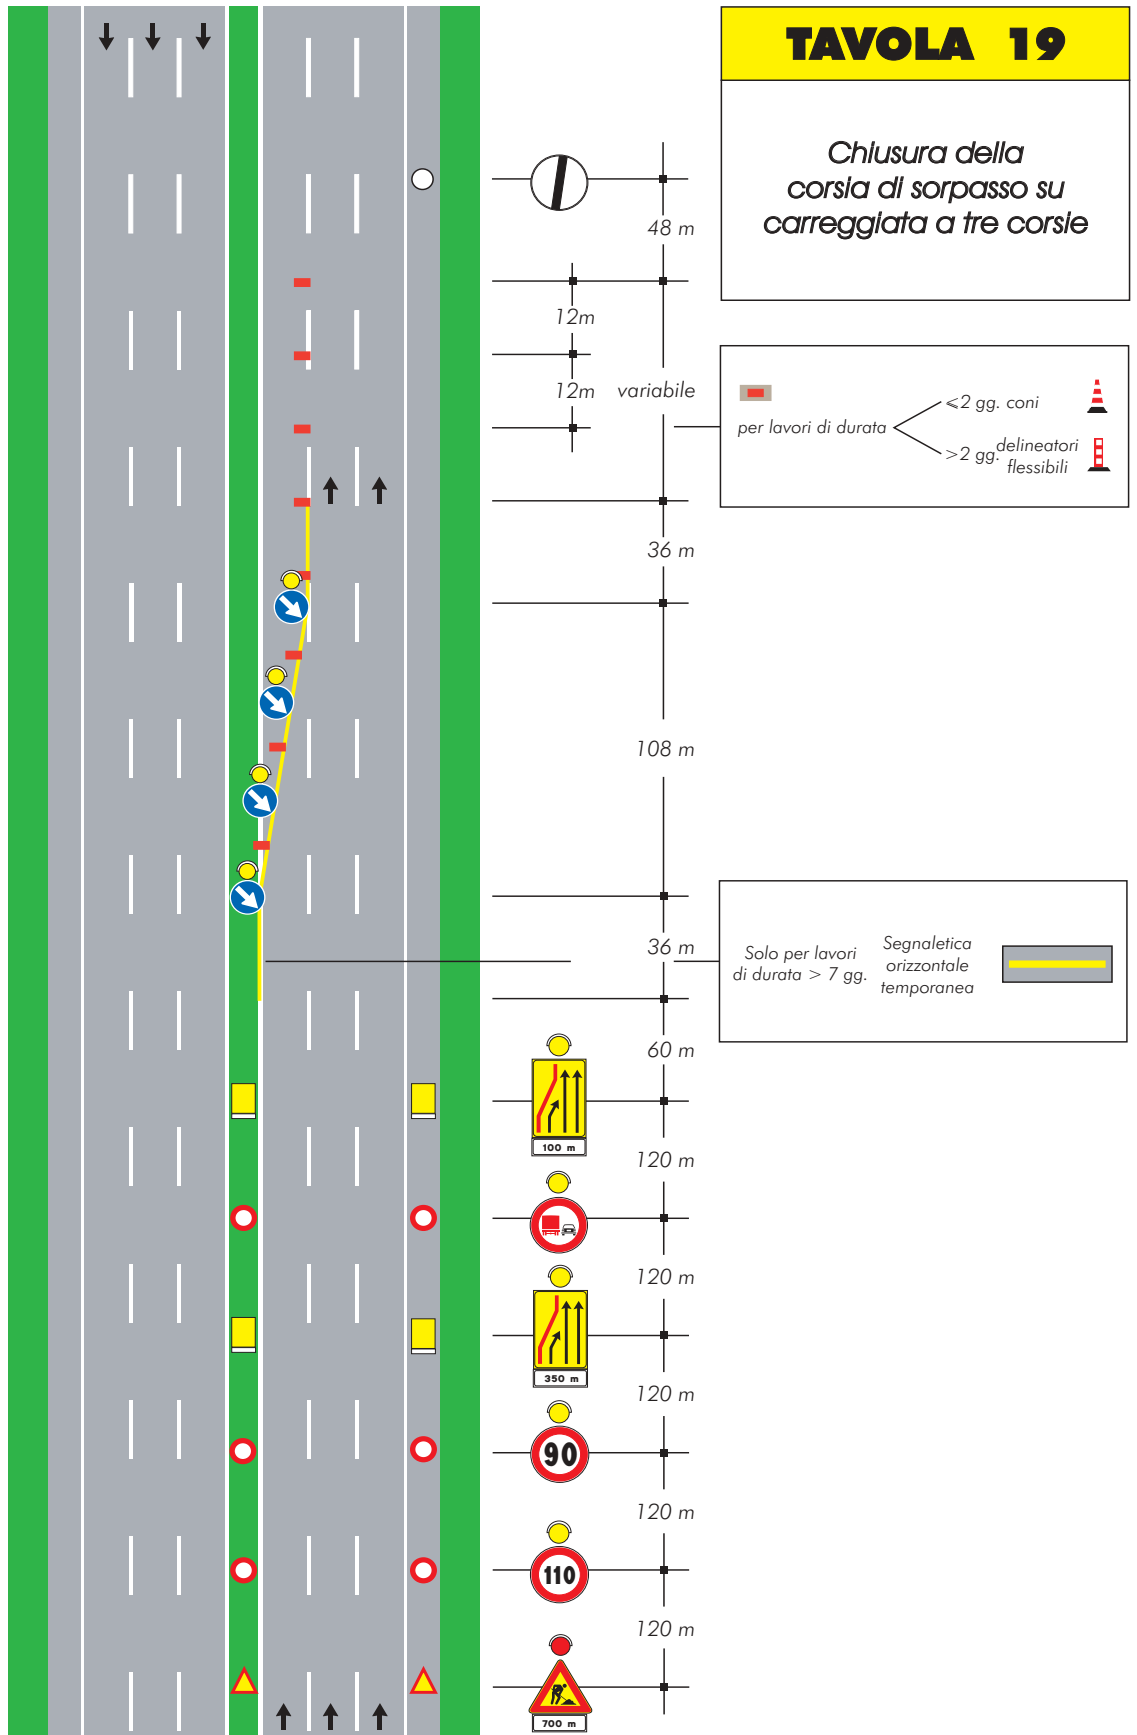 TAVOLA 19
Chiusura della
corsia di sorpasso su
carreggiata a tre corsie
48 m
12m
12m
variabile
per lavori di durata
⩽2 gg. coni
>2 gg. delineatori
flessibili
36 m
108 m
36 m
Solo per lavori
di durata > 7 gg.
Segnaletica
orizzontale
temporanea
60 m
100 m
120 m
120 m
350 m
120 m
90
120 m
110
120 m
700 m